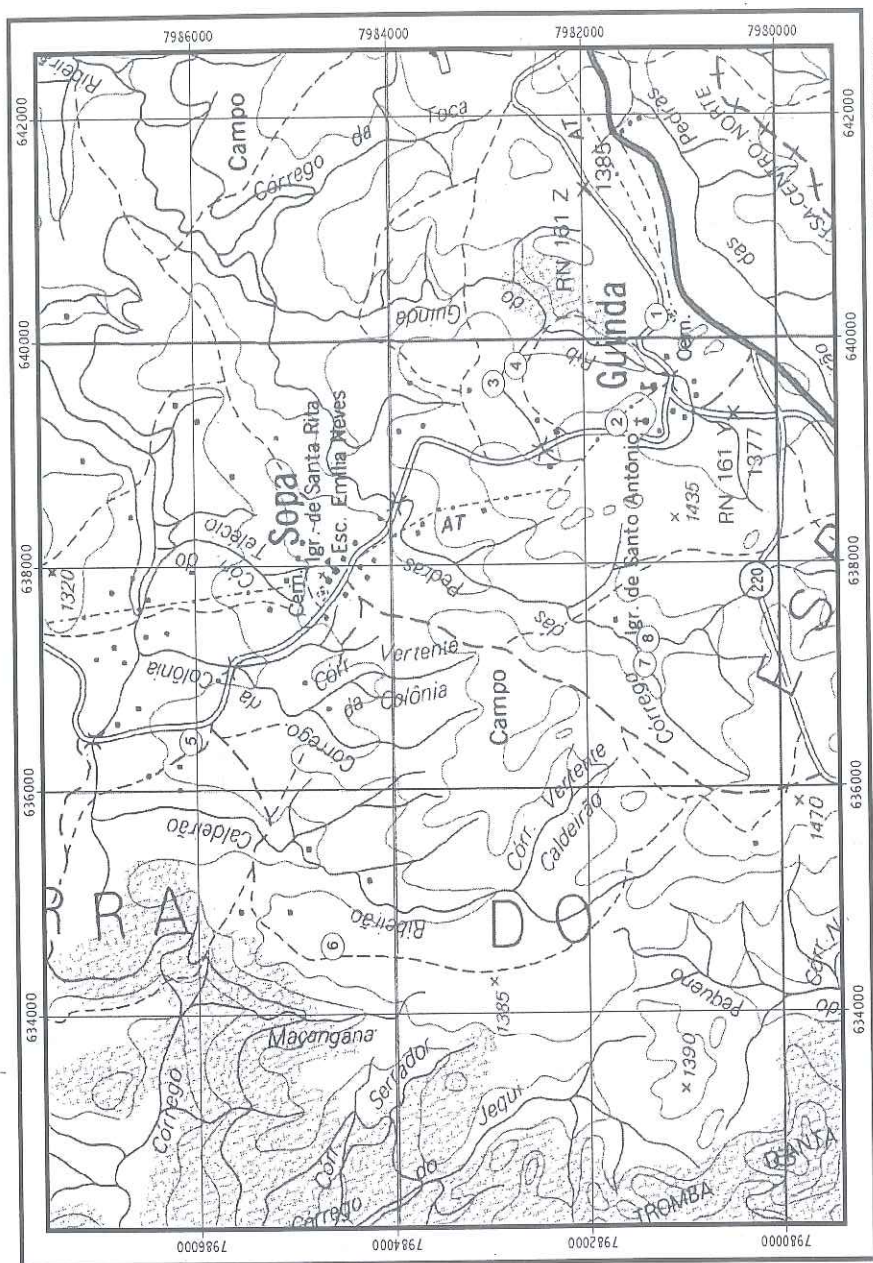 7986000
7984000
7982000
7980000
642000
640000
638000
636000
634000
642000
640000
638000
636000
634000
7986000
7984000
7982000
7980000
Campo
Córrego
da
Toca
AT
1385
Pedras
das
RN 161 Z
Guinda
do
Guinda
Rib
1
2
3
4
Cem.
Igr. de Santo Antônio
RN 161 Y
1377
1435
Sopa
Cem.
Igr. de Santa Rita
Esc. Emília Neves
Telécio
do
Cór.
1320
AT
Pedras
das
Córrego
7
8
220
Colônia
da
Córr.
Vertente
da Colônia
Córrego
Campo
5
Caldeirão
Ribeirão
Córr. Vertente
Caldeirão
1470
R R A
DO
6
1385
Maçangana
Córrego
Córr.
Serrador
Córrego
do
Jequi
Pequeno
do
Córr.
1390
TROMBA
D'ANTA